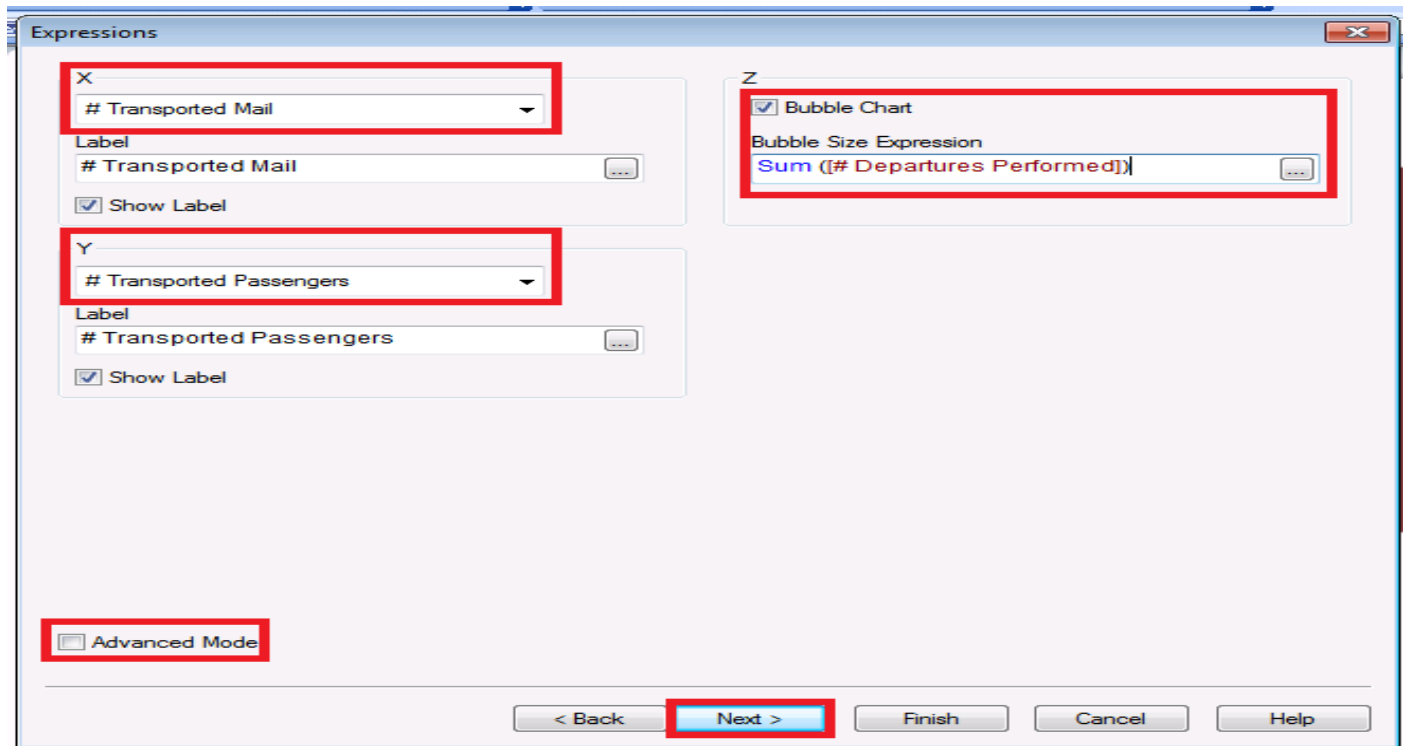 Expressions
X
# Transported Mail
Label
# Transported Mail
...
Show Label
Y
# Transported Passengers
Label
# Transported Passengers
...
Show Label
Z
Bubble Chart
Bubble Size Expression
Sum ([# Departures Performed])
...
Advanced Mode
< Back
Next >
Finish
Cancel
Help